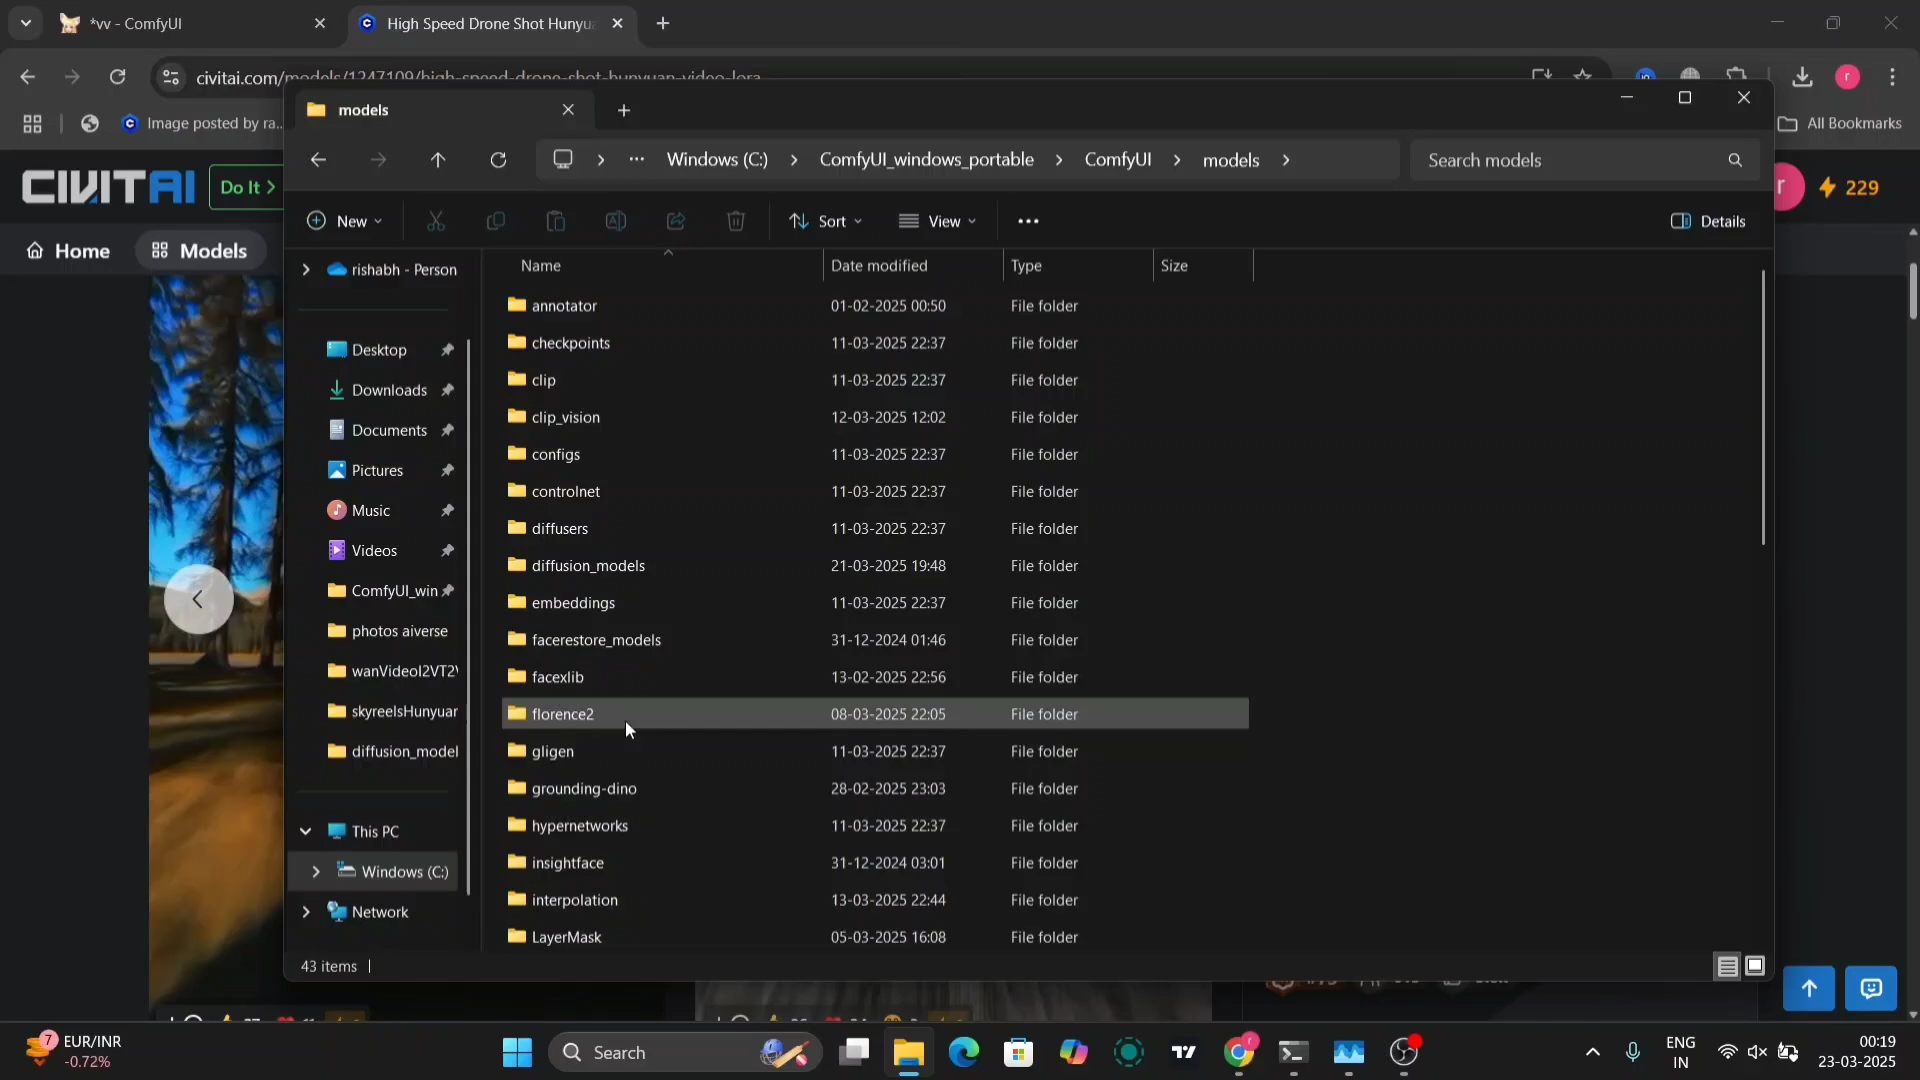 *vv - ComfyUI
High Speed Drone Shot Hunyua
civitai.com/models/1247109/high-speed-drone-shot-hunyuan-video-lora
r
Image posted by ra...
All Bookmarks
CIVITAI
Do It >
r
229
Home
Models
models
Windows (C:)
ComfyUI_windows_portable
ComfyUI
models
Search models
New
Sort
View
Details
Name
Date modified
Type
Size
rishabh - Person
Desktop
Downloads
Documents
Pictures
Music
Videos
ComfyUI_win
photos aiverse
wanVideoI2VT2V
skyreelsHunyuan
diffusion_model
This PC
Windows (C:)
Network
annotator 01-02-2025 00:50 File folder
checkpoints 11-03-2025 22:37 File folder
clip 11-03-2025 22:37 File folder
clip_vision 12-03-2025 12:02 File folder
configs 11-03-2025 22:37 File folder
controlnet 11-03-2025 22:37 File folder
diffusers 11-03-2025 22:37 File folder
diffusion_models 21-03-2025 19:48 File folder
embeddings 11-03-2025 22:37 File folder
facerestore_models 31-12-2024 01:46 File folder
facexlib 13-02-2025 22:56 File folder
florence2 08-03-2025 22:05 File folder
gligen 11-03-2025 22:37 File folder
grounding-dino 28-02-2025 23:03 File folder
hypernetworks 11-03-2025 22:37 File folder
insightface 31-12-2024 03:01 File folder
interpolation 13-03-2025 22:44 File folder
LayerMask 05-03-2025 16:08 File folder
43 items
7
EUR/INR
-0.72%
Search
ENG
IN
00:19
23-03-2025